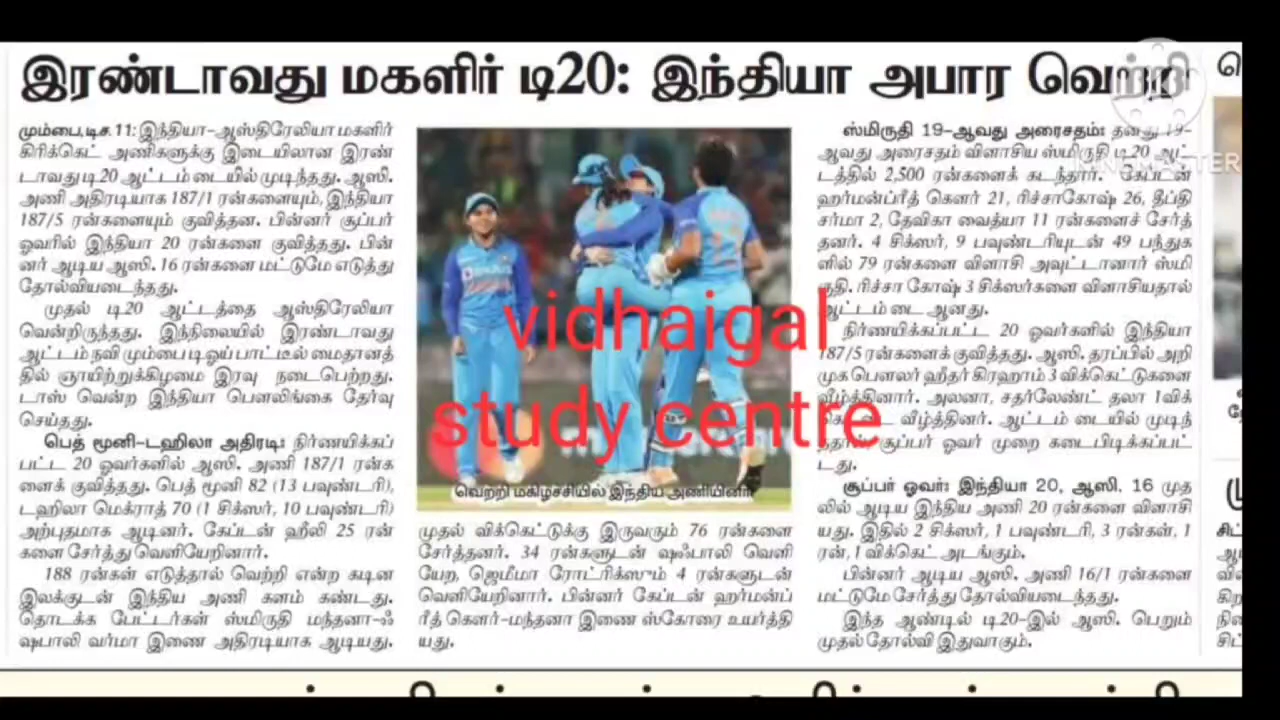 இரண்டாவது மகளிர் டி20: இந்தியா அபார வெற்றி
மும்பை,டிச.11: இந்தியா-ஆஸ்திரேலியா மகளிர்
கிரிக்கெட் அணிகளுக்கு இடையிலான இரண்
டாவது டி20 ஆட்டம் டையில் முடிந்தது. ஆஸி.
அணி அதிரடியாக 187/1 ரன்களையும், இந்தியா
187/5 ரன்களையும் குவித்தன. பின்னர் சூப்பர்
ஓவரில் இந்தியா 20 ரன்களை குவித்தது. பின்
னர் ஆடிய ஆஸி. 16 ரன்களை மட்டுமே எடுத்து
தோல்வியடைந்தது.
முதல் டி20 ஆட்டத்தை ஆஸ்திரேலியா
வென்றிருந்தது. இந்நிலையில் இரண்டாவது
ஆட்டம் நவி மும்பை டிஒய் பாட்டீல் மைதானத்
தில் ஞாயிற்றுக்கிழமை இரவு நடைபெற்றது.
டாஸ் வென்ற இந்தியா பௌலிங்கை தேர்வு
செய்தது.
பெத் மூனி-டஹிலா அதிரடி: நிர்ணயிக்கப்
பட்ட 20 ஓவர்களில் ஆஸி. அணி 187/1 ரன்க
ளைக் குவித்தது. பெத் மூனி 82 (13 பவுண்டரி),
டஹிலா மெக்ராத் 70 (1 சிக்ஸர், 10 பவுண்டரி)
அற்புதமாக ஆடினர். கேப்டன் ஹீலி 25 ரன்
களை சேர்த்து வெளியேறினார்.
188 ரன்கள் எடுத்தால் வெற்றி என்ற கடின
இலக்குடன் இந்திய அணி களம் கண்டது.
தொடக்க பேட்டர்கள் ஸ்மிருதி மந்தனா-ஃ
ஷபாலி வர்மா இணை அதிரடியாக ஆடியது.
vidhaigal
study centre
வெற்றி மகிழ்ச்சியில் இந்திய அணியினர்
முதல் விக்கெட்டுக்கு இருவரும் 76 ரன்களை
சேர்த்தனர். 34 ரன்களுடன் ஷஃபாலி வெளி
யேற, ஜெமீமா ரோட்ரிக்ஸும் 4 ரன்களுடன்
வெளியேறினார். பின்னர் கேப்டன் ஹர்மன்ப்
ரீத் கௌர்-மந்தனா இணை ஸ்கோரை உயர்த்தி
யது.
ஸ்மிருதி 19-ஆவது அரைசதம்: தனது 19-
ஆவது அரைசதம் விளாசிய ஸ்மிருதி டி20 ஆட்
டத்தில் 2,500 ரன்களைக் கடந்தார். கேப்டன்
ஹர்மன்ப்ரீத் கௌர் 21, ரிச்சாகோஷ் 26, தீப்தி
சர்மா 2, தேவிகா வைத்யா 11 ரன்களைச் சேர்த்
தனர். 4 சிக்ஸர், 9 பவுண்டரியுடன் 49 பந்துக
ளில் 79 ரன்களை விளாசி அவுட்டானார் ஸ்மி
ருதி. ரிச்சா கோஷ் 3 சிக்ஸர்களை விளாசியதால்
ஆட்டம் டை ஆனது.
நிர்ணயிக்கப்பட்ட 20 ஓவர்களில் இந்தியா
187/5 ரன்களைக் குவித்தது. ஆஸி. தரப்பில் அறி
முக பௌலர் ஹீதர் கிரஹாம் 3 விக்கெட்டுகளை
வீழ்த்தினார். அலனா, சதர்லேண்ட் தலா 1விக்
கெட்டை வீழ்த்தினர். ஆட்டம் டையில் முடிந்
ததால் சூப்பர் ஓவர் முறை கடைபிடிக்கப்பட்
டது.
சூப்பர் ஓவர்: இந்தியா 20, ஆஸி. 16 முத
லில் ஆடிய இந்திய அணி 20 ரன்களை விளாசி
யது. இதில் 2 சிக்ஸர், 1 பவுண்டரி, 3 ரன்கள், 1
ரன், 1 விக்கெட் அடங்கும்.
பின்னர் ஆடிய ஆஸி. அணி 16/1 ரன்களை
மட்டுமே சேர்த்து தோல்வியடைந்தது.
இந்த ஆண்டில் டி20-இல் ஆஸி. பெறும்
முதல் தோல்வி இதுவாகும்.